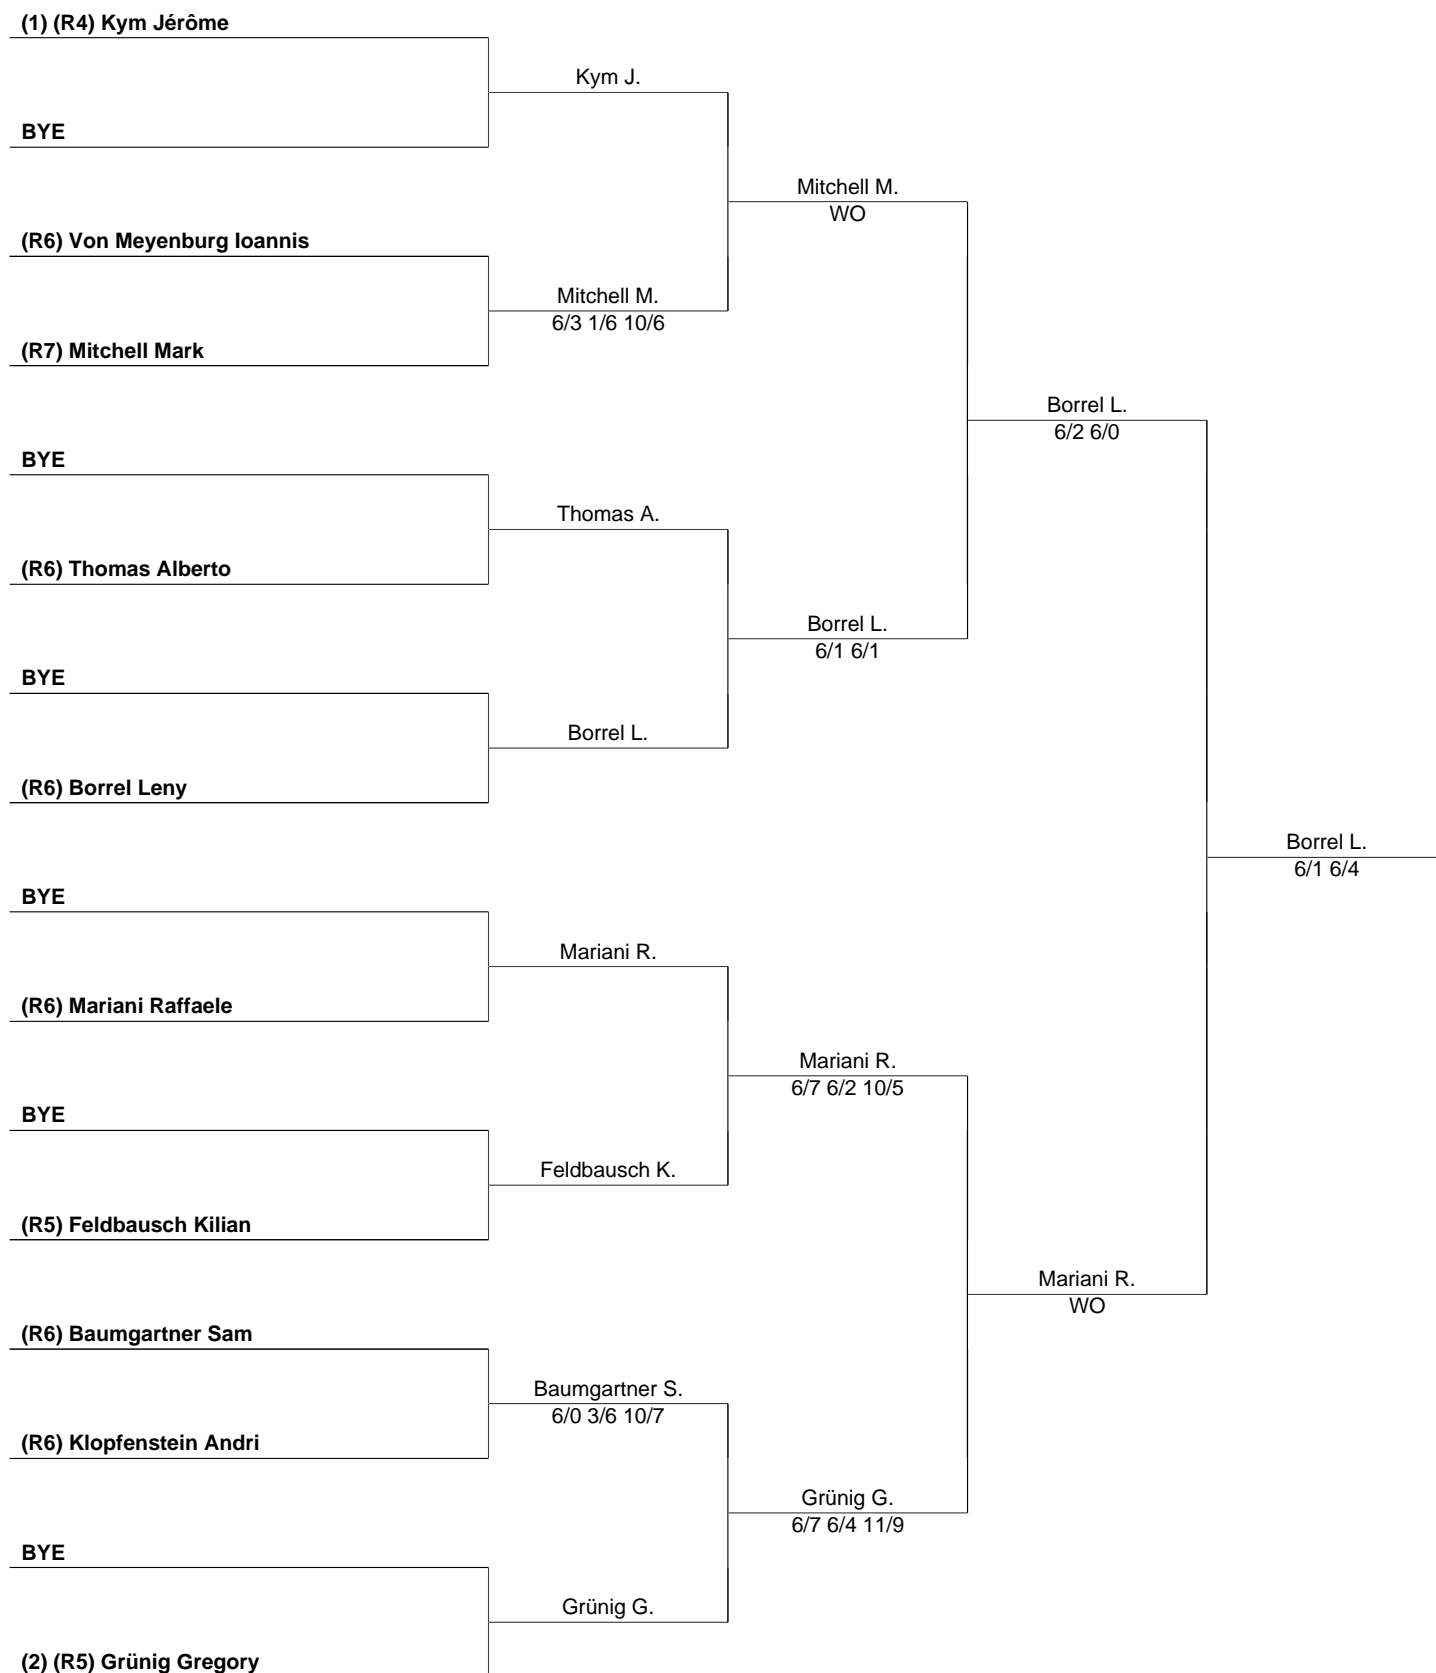 (1) (R4) Kym Jérôme
Kym J.
BYE
Mitchell M.
WO
(R6) Von Meyenburg Ioannis
Mitchell M.
6/3 1/6 10/6
(R7) Mitchell Mark
Borrel L.
6/2 6/0
BYE
Thomas A.
(R6) Thomas Alberto
Borrel L.
6/1 6/1
BYE
Borrel L.
(R6) Borrel Leny
Borrel L.
6/1 6/4
BYE
Mariani R.
(R6) Mariani Raffaele
Mariani R.
6/7 6/2 10/5
BYE
Feldbausch K.
(R5) Feldbausch Kilian
Mariani R.
WO
(R6) Baumgartner Sam
Baumgartner S.
6/0 3/6 10/7
(R6) Klopfenstein Andri
Grünig G.
6/7 6/4 11/9
BYE
Grünig G.
(2) (R5) Grünig Gregory